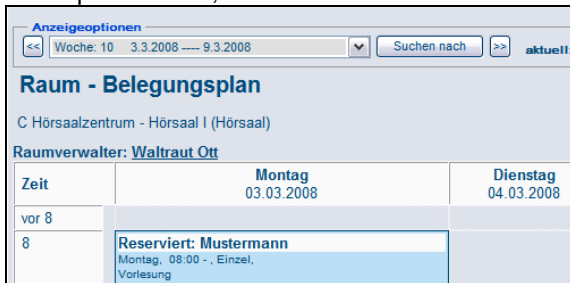 Anzeigeoptionen
<< Woche: 10 3.3.2008 ---- 9.3.2008 Suchen nach >> aktuell:
Raum - Belegungsplan
C Hörsaalzentrum - Hörsaal I (Hörsaal)
Raumverwalter: Waltraut Ott
Zeit Montag Dienstag
03.03.2008 04.03.2008
vor 8
8 Reserviert: Mustermann
Montag, 08:00 - , Einzel,
Vorlesung